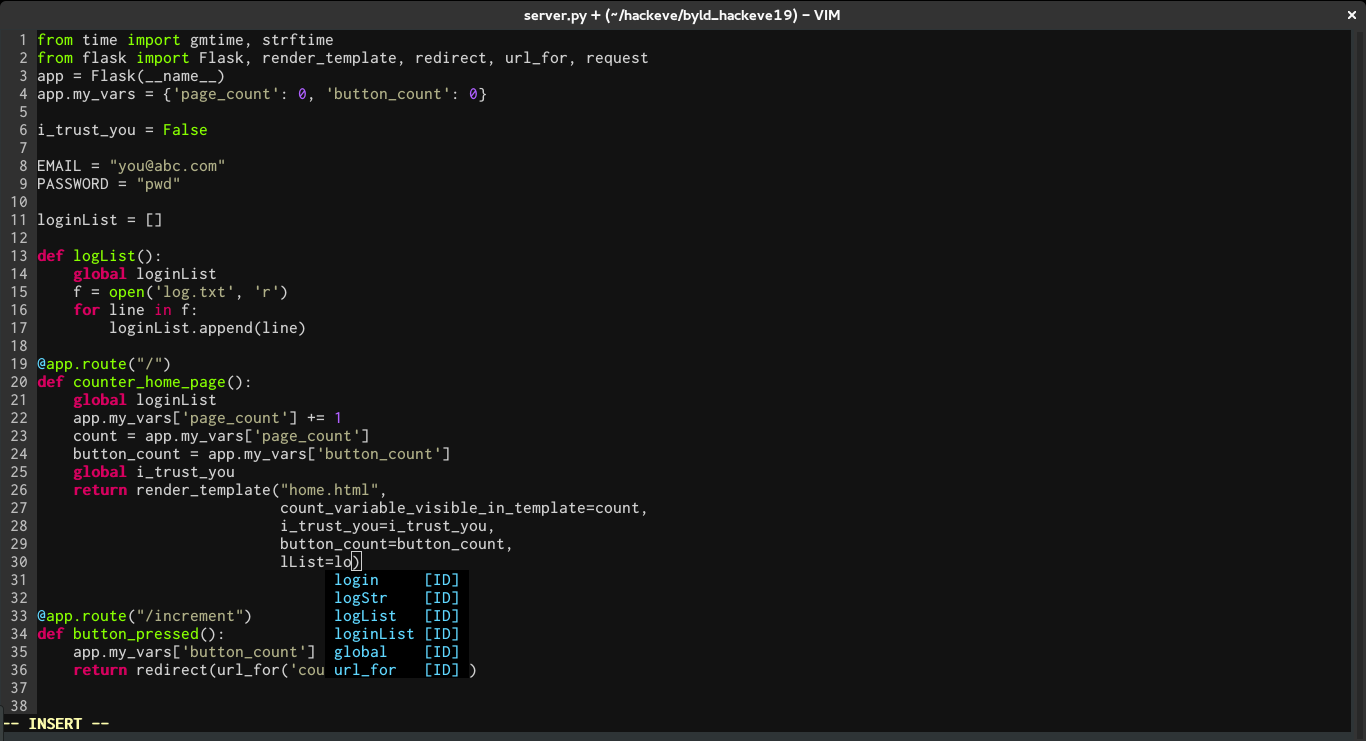 server.py + (~/hackeve/byld_hackeve19) – VIM
1 from time import gmtime, strftime
2 from flask import Flask, render_template, redirect, url_for, request
3 app = Flask(__name__)
4 app.my_vars = {'page_count': 0, 'button_count': 0}
5
6 i_trust_you = False
7
8 EMAIL = "you@abc.com"
9 PASSWORD = "pwd"
10
11 loginList = []
12
13 def logList():
14     global loginList
15     f = open('log.txt', 'r')
16     for line in f:
17         loginList.append(line)
18
19 @app.route("/")
20 def counter_home_page():
21     global loginList
22     app.my_vars['page_count'] += 1
23     count = app.my_vars['page_count']
24     button_count = app.my_vars['button_count']
25     global i_trust_you
26     return render_template("home.html",
27                            count_variable_visible_in_template=count,
28                            i_trust_you=i_trust_you,
29                            button_count=button_count,
30                            lList=lo)
31                                  login     [ID]
32                                  logStr    [ID]
33 @app.route("/increment")         logList   [ID]
34 def button_pressed():            loginList [ID]
35     app.my_vars['button_count']  global    [ID]
36     return redirect(url_for('cou url_for   [ID] )
37
38
-- INSERT --